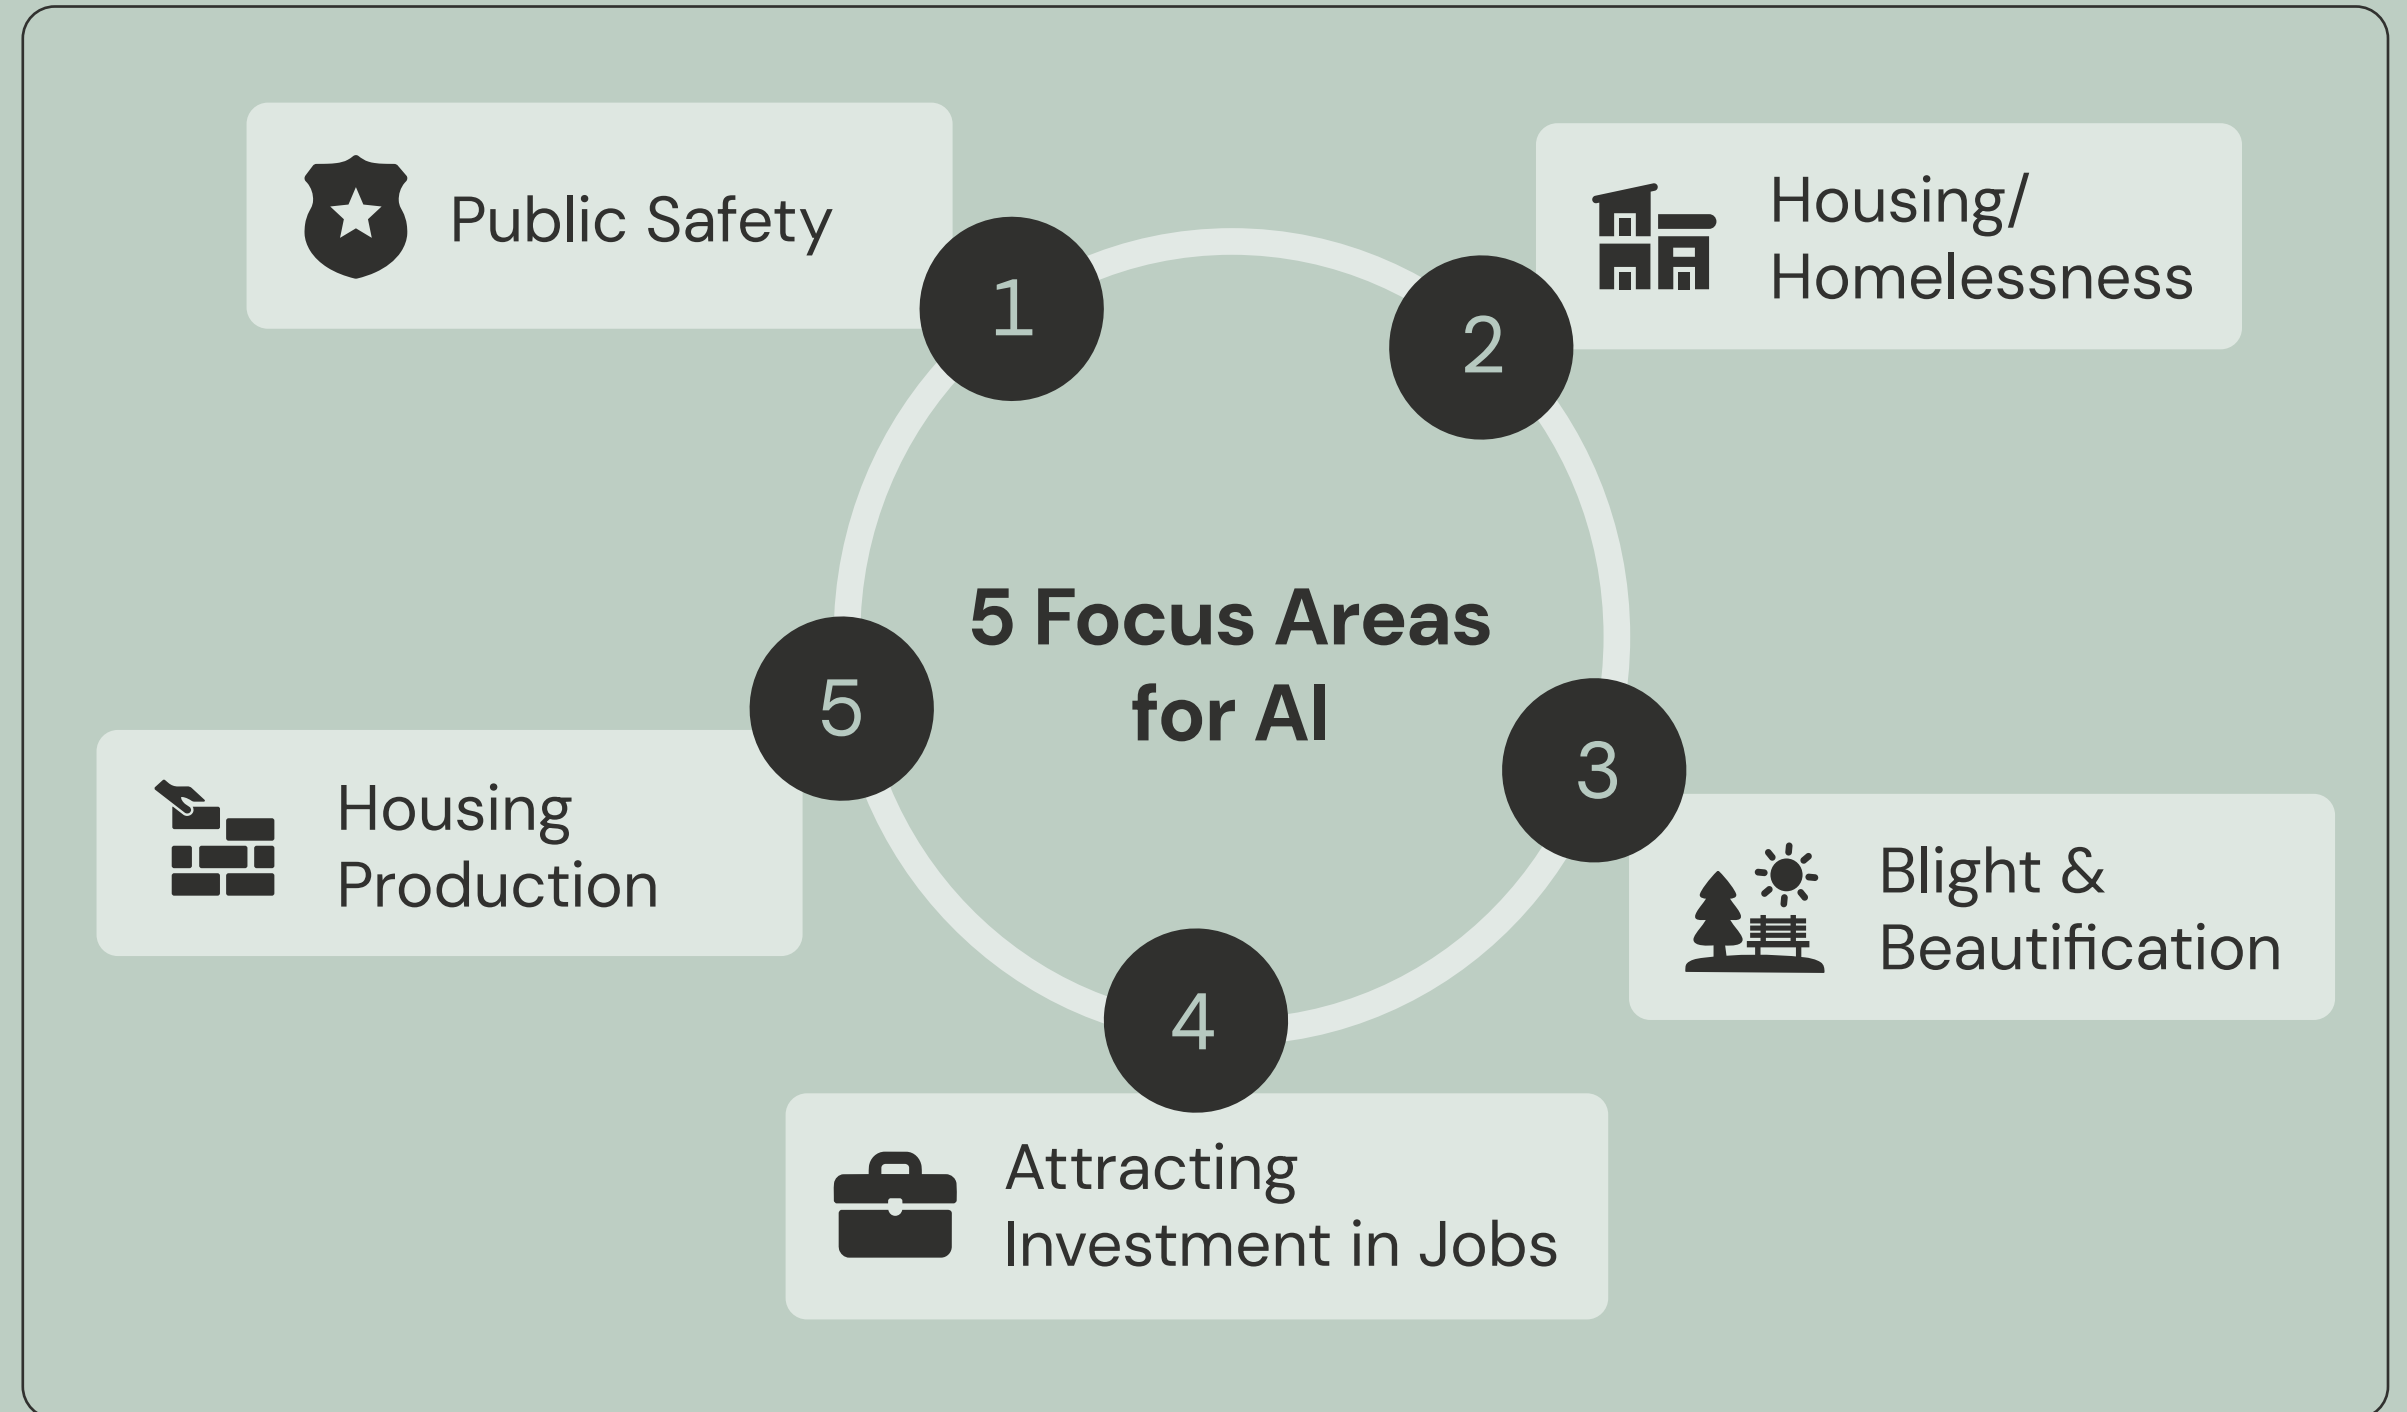 5 Focus Areas
for AI
1
Public Safety
2
Housing/
Homelessness
3
Blight &
Beautification
4
Attracting
Investment in Jobs
5
Housing
Production